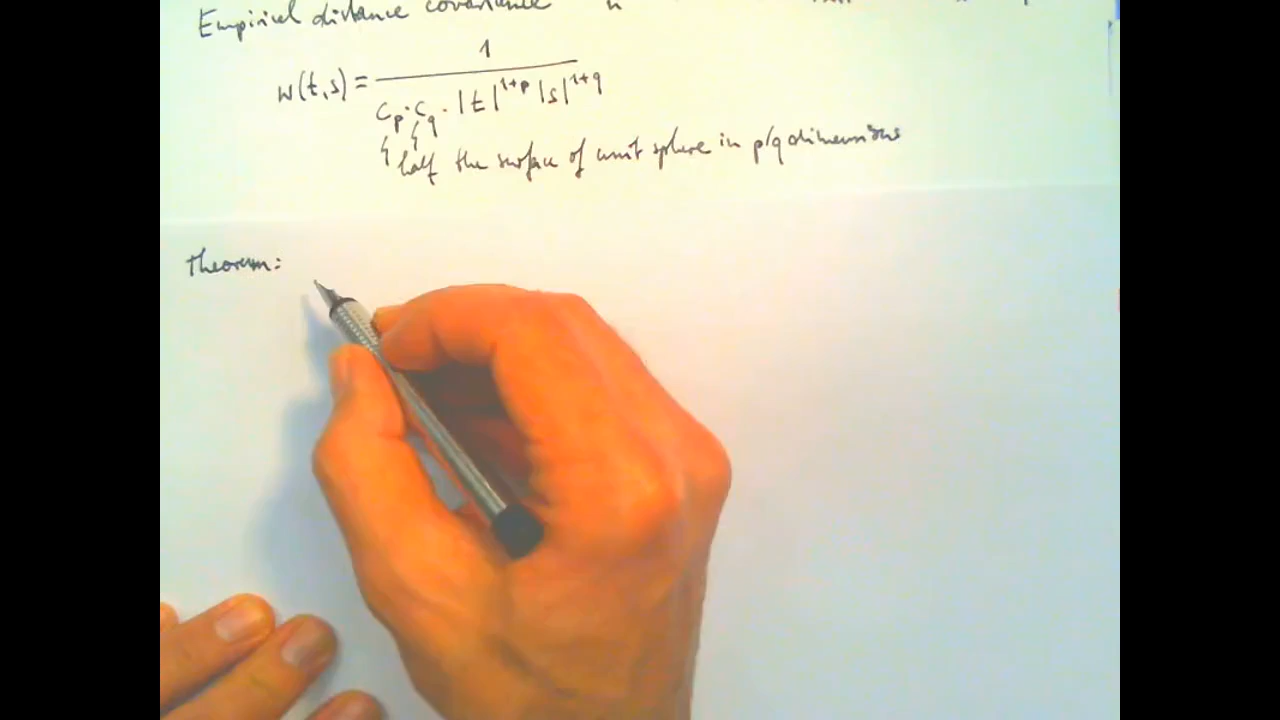 Empirical distance covariance
w(t,s) = 1 / (c_p · c_q · |t|^{1+p} |s|^{1+q})
half the surface of unit sphere in p/q dimensions
Theorem: